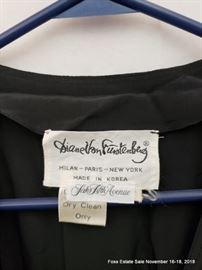 Diane Von Furstenberg®
MILAN - PARIS - NEW YORK
MADE IN KOREA
Saks Fifth Avenue
Dry Clean
Only
Foxx Estate Sale November 16-18, 2018